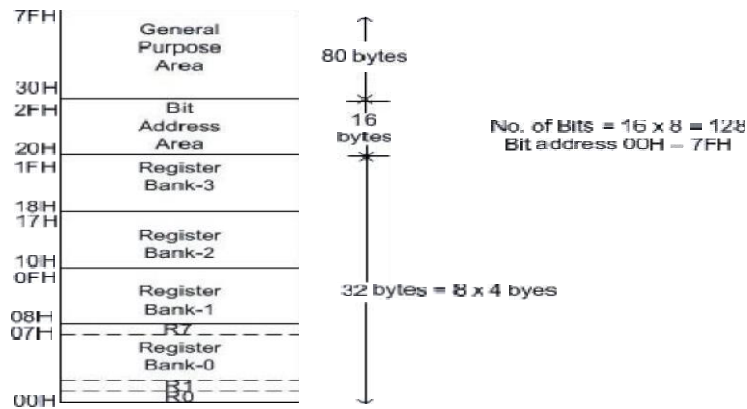 7FH
General
Purpose
Area
80 bytes
30H
2FH
Bit
Address
Area
16
bytes
No. of Bits = 16 x 8 = 128
Bit address 00H – 7FH
20H
1FH
Register
Bank-3
18H
17H
Register
Bank-2
10H
0FH
Register
Bank-1
32 bytes = 8 x 4 byes
08H
07H
R7
Register
Bank-0
R1
R0
00H